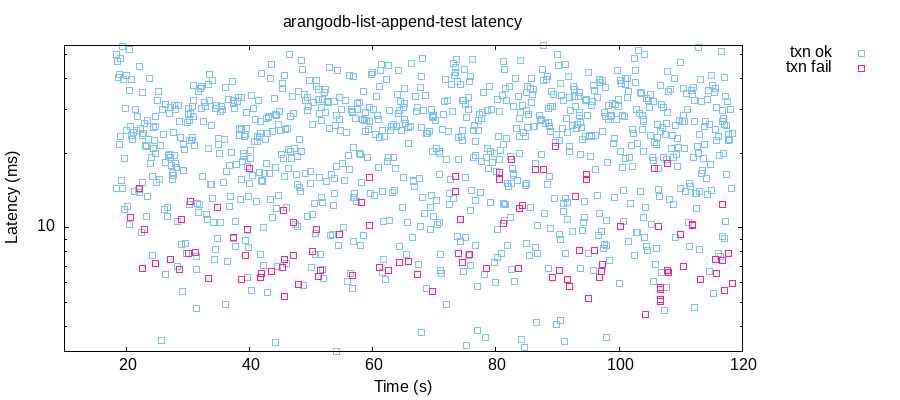 arangodb-list-append-test latency
txn ok
txn fail
Latency (ms)
10
20 40 60 80 100 120
Time (s)